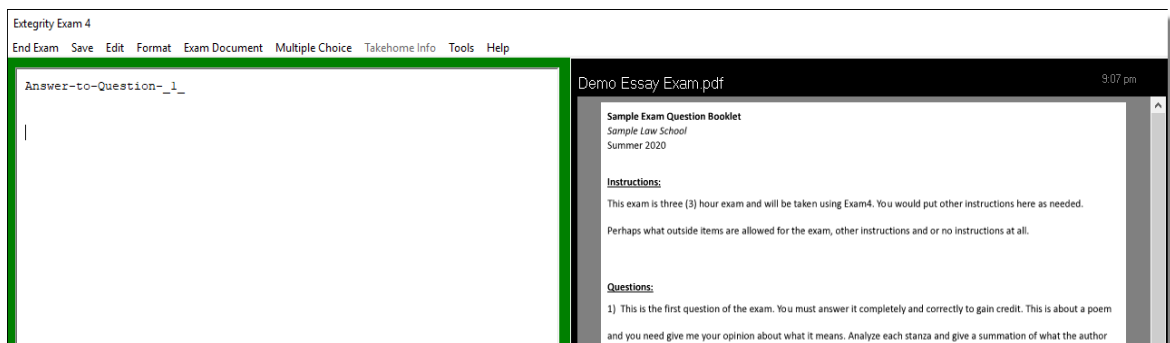 Extegrity Exam 4
End Exam Save Edit Format Exam Document Multiple Choice Takehome Info Tools Help
Answer-to-Question-_1_
Demo Essay Exam.pdf
9:07 pm
Sample Exam Question Booklet
Sample Law School
Summer 2020
Instructions:
This exam is three (3) hour exam and will be taken using Exam4. You would put other instructions here as needed.
Perhaps what outside items are allowed for the exam, other instructions and or no instructions at all.
Questions:
1) This is the first question of the exam. You must answer it completely and correctly to gain credit. This is about a poem
and you need give me your opinion about what it means. Analyze each stanza and give a summation of what the author